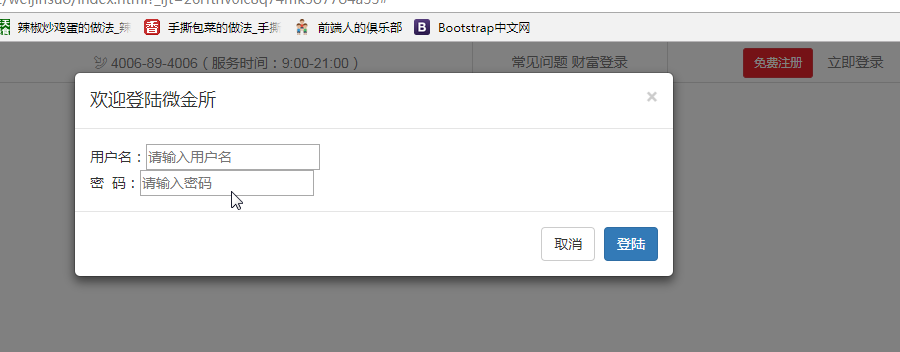 辣椒炒鸡蛋的做法_辣 手撕包菜的做法_手撕 前端人的俱乐部 B Bootstrap中文网
4006-89-4006（服务时间：9:00-21:00） 常见问题 财富登录 免费注册 立即登录
欢迎登陆微金所 ×
用户名：请输入用户名
密 码：请输入密码
取消 登陆